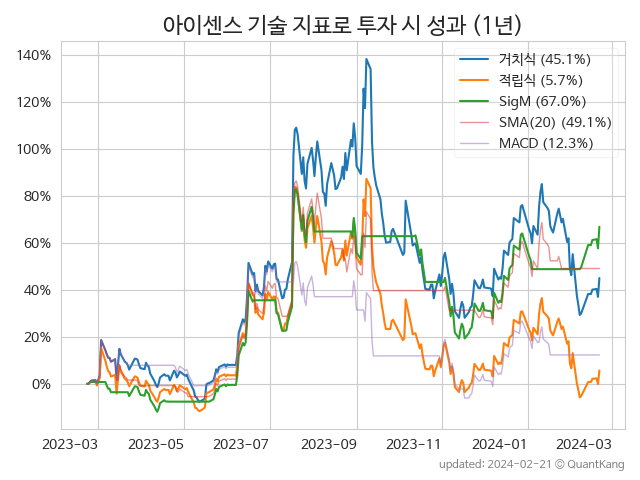 아이센스 기술 지표로 투자 시 성과 (1년)
거치식 (45.1%)
적립식 (5.7%)
SigM (67.0%)
SMA(20) (49.1%)
MACD (12.3%)
140%
120%
100%
80%
60%
40%
20%
0%
2023-03 2023-05 2023-07 2023-09 2023-11 2024-01 2024-03
updated: 2024-02-21 © QuantKang